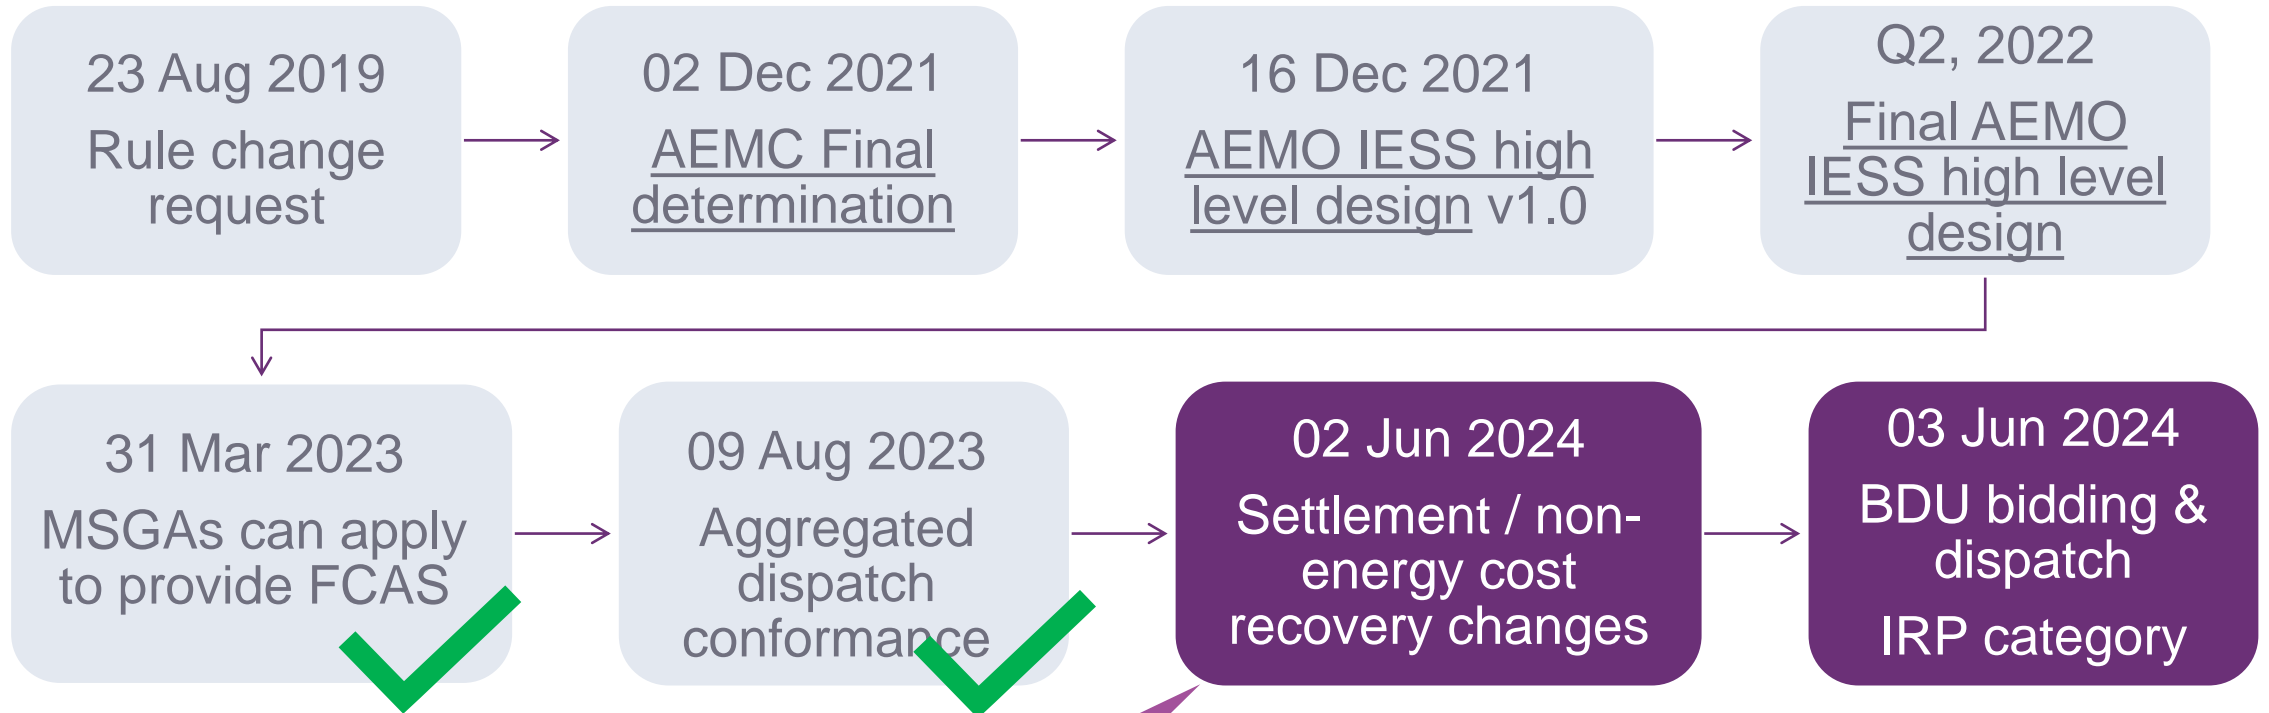 23 Aug 2019
Rule change
request
02 Dec 2021
AEMC Final
determination
16 Dec 2021
AEMO IESS high
level design v1.0
Q2, 2022
Final AEMO
IESS high level
design
31 Mar 2023
MSGAs can apply
to provide FCAS
09 Aug 2023
Aggregated
dispatch
conformance
02 Jun 2024
Settlement / non-
energy cost
recovery changes
03 Jun 2024
BDU bidding &
dispatch
IRP category